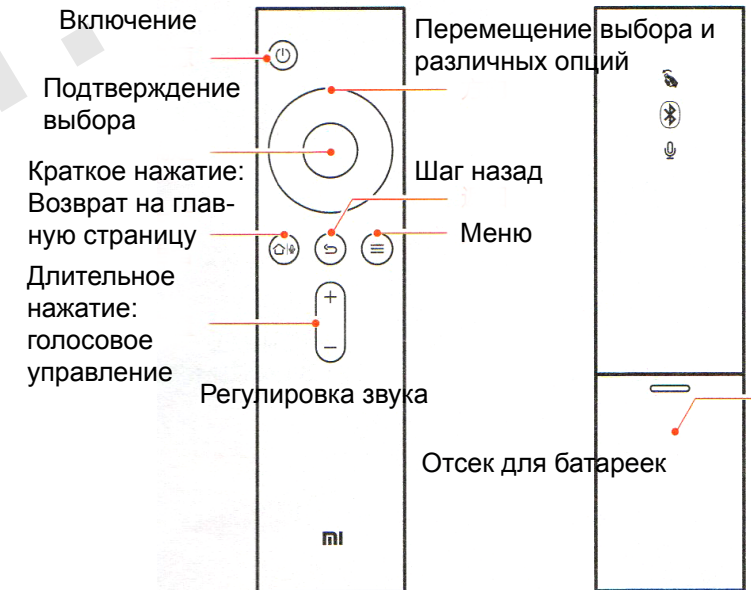 Включение
Подтверждение
выбора
Краткое нажатие:
Возврат на глав-
ную страницу
Длительное
нажатие:
голосовое
управление
Регулировка звука
Перемещение выбора и
различных опций
Шаг назад
Меню
Отсек для батареек
mi